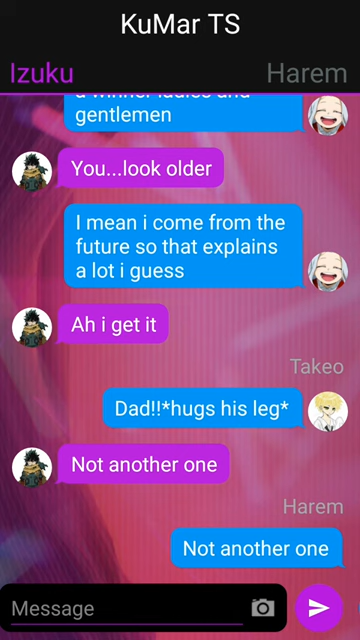 KuMar TS
Izuku
Harem
a winner ladies and
gentlemen
You...look older
I mean i come from the
future so that explains
a lot i guess
Ah i get it
Takeo
Dad!!*hugs his leg*
Not another one
Harem
Not another one
Message